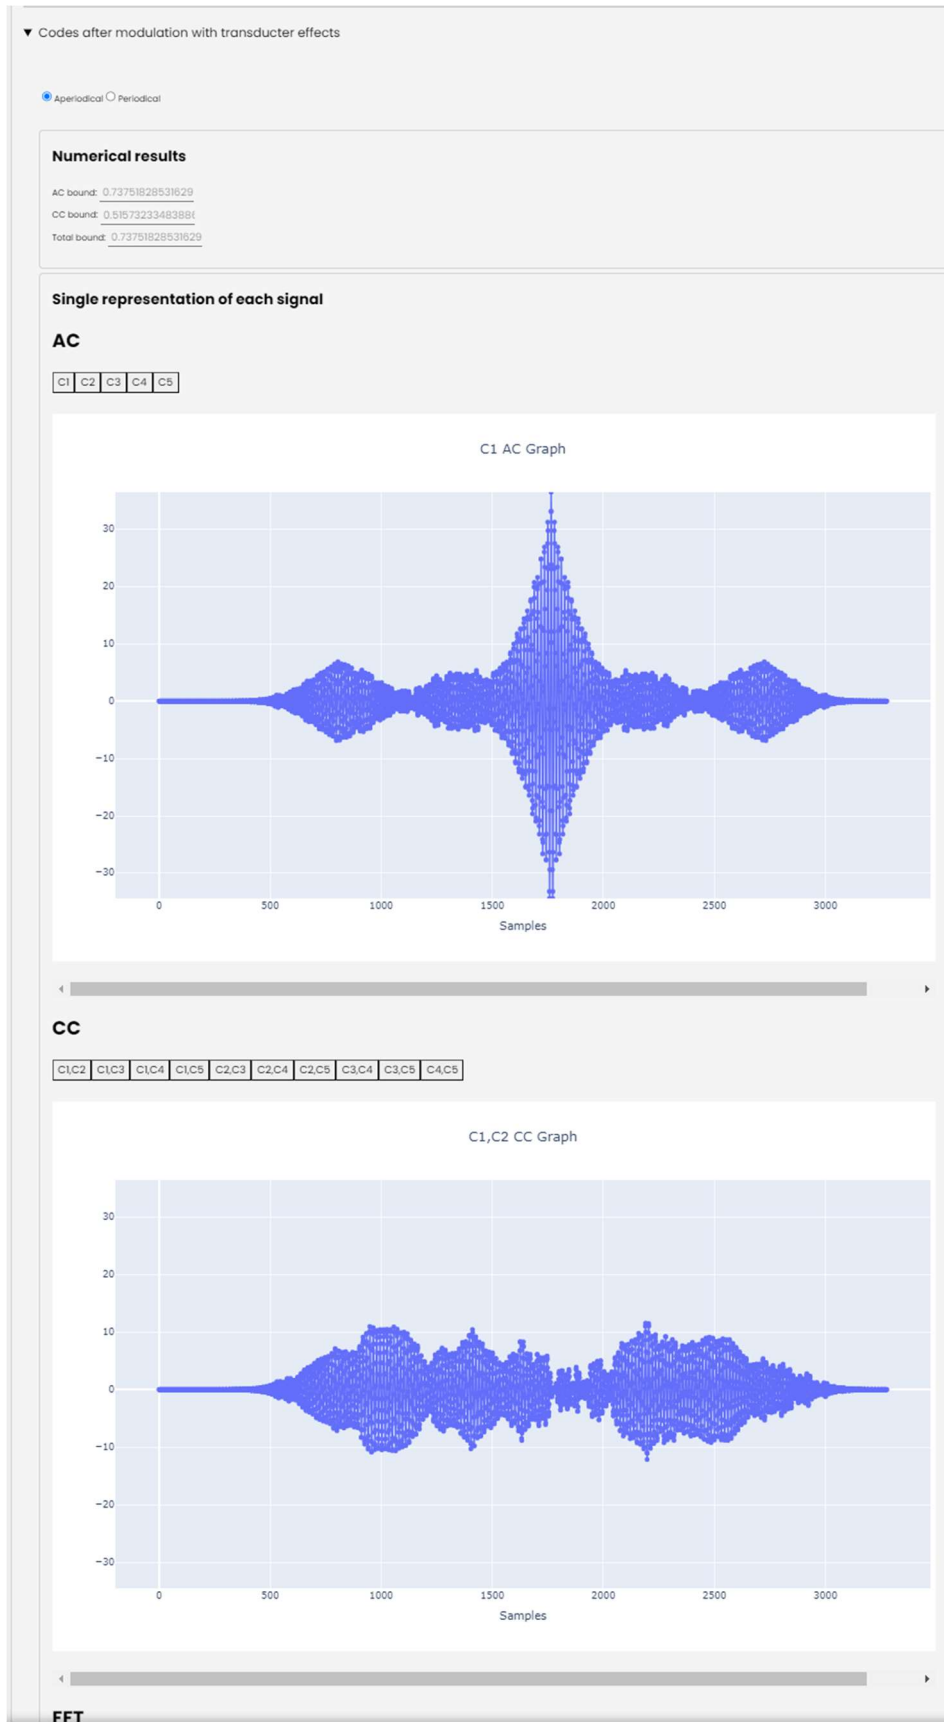 ▼ Codes after modulation with transducter effects
Aperiodical Periodical
Numerical results
AC bound: 0.73751828531629
CC bound: 0.51573233483886
Total bound: 0.73751828531629
Single representation of each signal
AC
C1 C2 C3 C4 C5
C1 AC Graph
30
20
10
0
−10
−20
−30
0 500 1000 1500 2000 2500 3000
Samples
CC
C1,C2 C1,C3 C1,C4 C1,C5 C2,C3 C2,C4 C2,C5 C3,C4 C3,C5 C4,C5
C1,C2 CC Graph
30
20
10
0
−10
−20
−30
0 500 1000 1500 2000 2500 3000
Samples
FFT